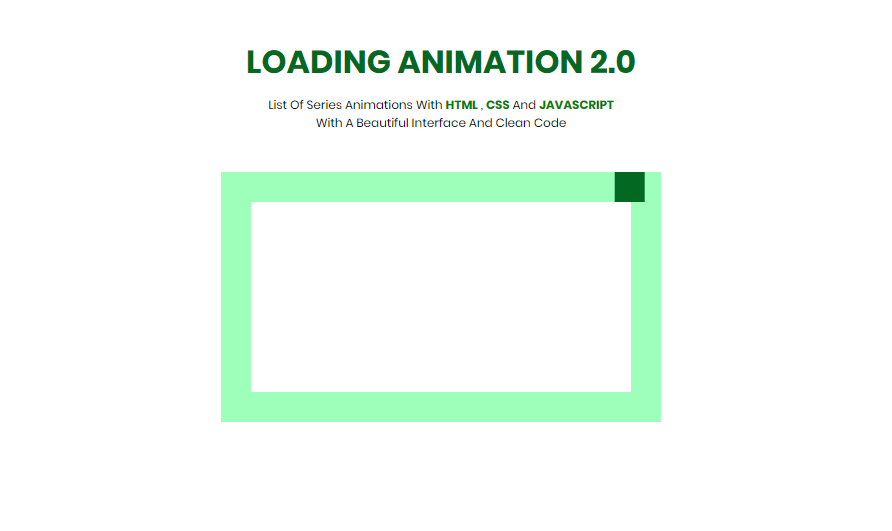 LOADING ANIMATION 2.0
List Of Series Animations With HTML , CSS And JAVASCRIPT
With A Beautiful Interface And Clean Code